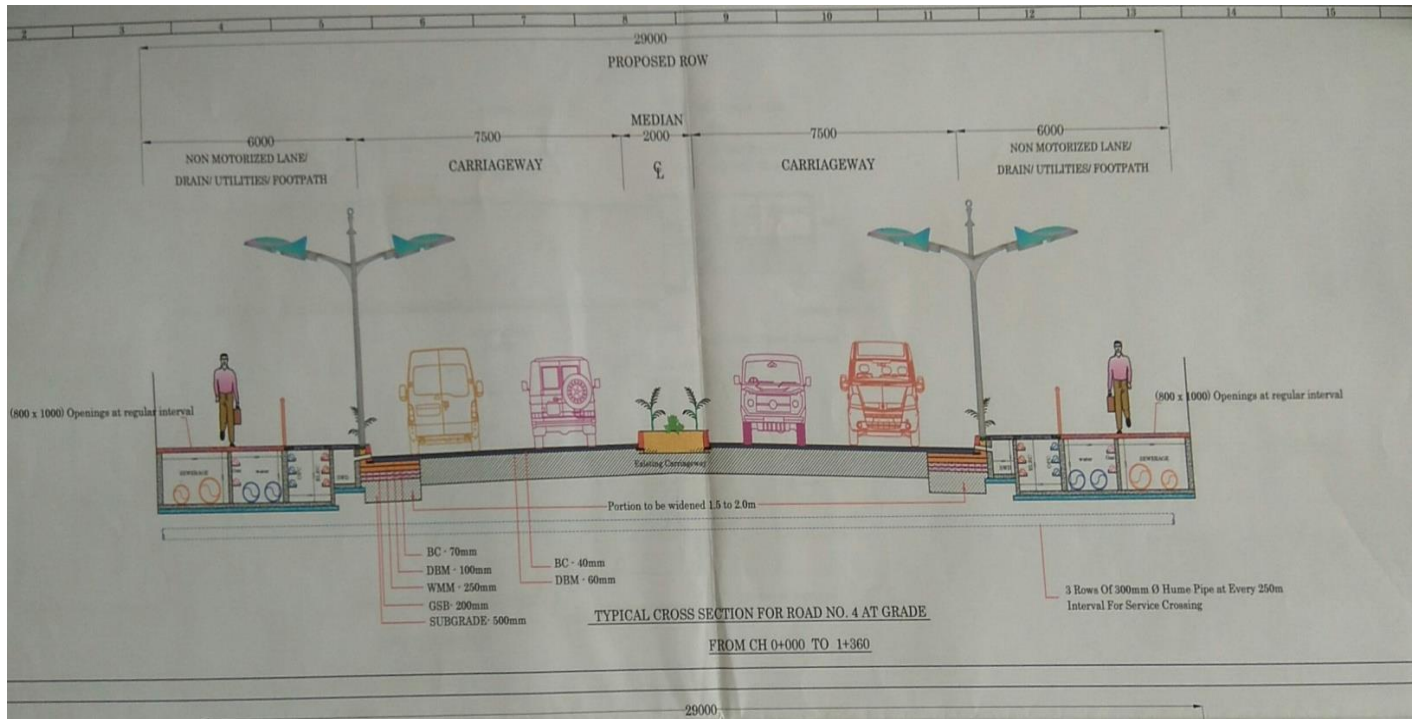 2 3 4 5 6 7 8 9 10 11 12 13 14 15
29000
PROPOSED ROW
MEDIAN
6000 7500 2000 7500 6000
NON MOTORIZED LANE/
DRAIN/ UTILITIES/ FOOTPATH
CARRIAGEWAY
℄
CARRIAGEWAY
NON MOTORIZED LANE/
DRAIN/ UTILITIES/ FOOTPATH
(800 x 1000) Openings at regular interval
(800 x 1000) Openings at regular interval
SEWERAGE
SEWERAGE
Existing Carriageway
Portion to be widened 1.5 to 2.0m
BC - 70mm
DBM - 100mm
WMM - 250mm
GSB- 200mm
SUBGRADE- 500mm
BC - 40mm
DBM - 60mm
3 Rows Of 300mm Ø Hume Pipe at Every 250m
Interval For Service Crossing
TYPICAL CROSS SECTION FOR ROAD NO. 4 AT GRADE
FROM CH 0+000 TO 1+360
29000